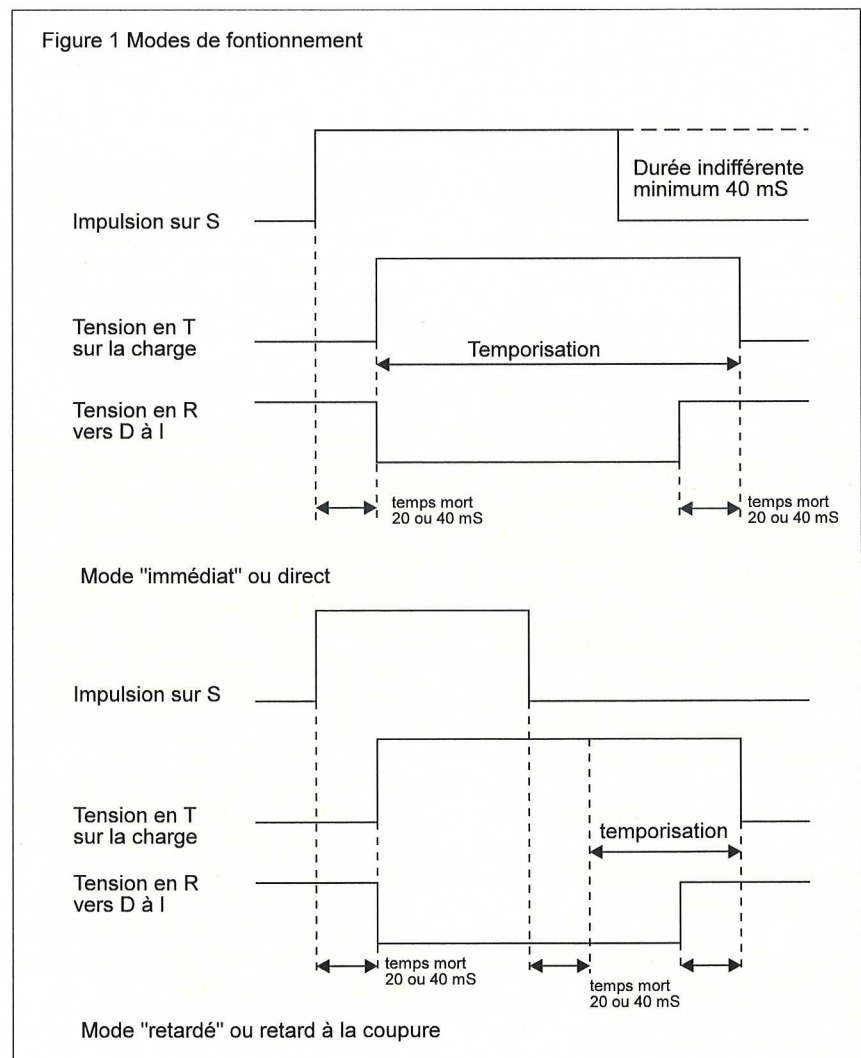 Figure 1 Modes de fontionnement
Durée indifférente
minimum 40 mS
Impulsion sur S
Tension en T
sur la charge
Temporisation
Tension en R
vers D à I
temps mort
20 ou 40 mS
temps mort
20 ou 40 mS
Mode "immédiat" ou direct
Impulsion sur S
Tension en T
sur la charge
temporisation
Tension en R
vers D à I
temps mort
20 ou 40 mS
temps mort
20 ou 40 mS
Mode "retardé" ou retard à la coupure